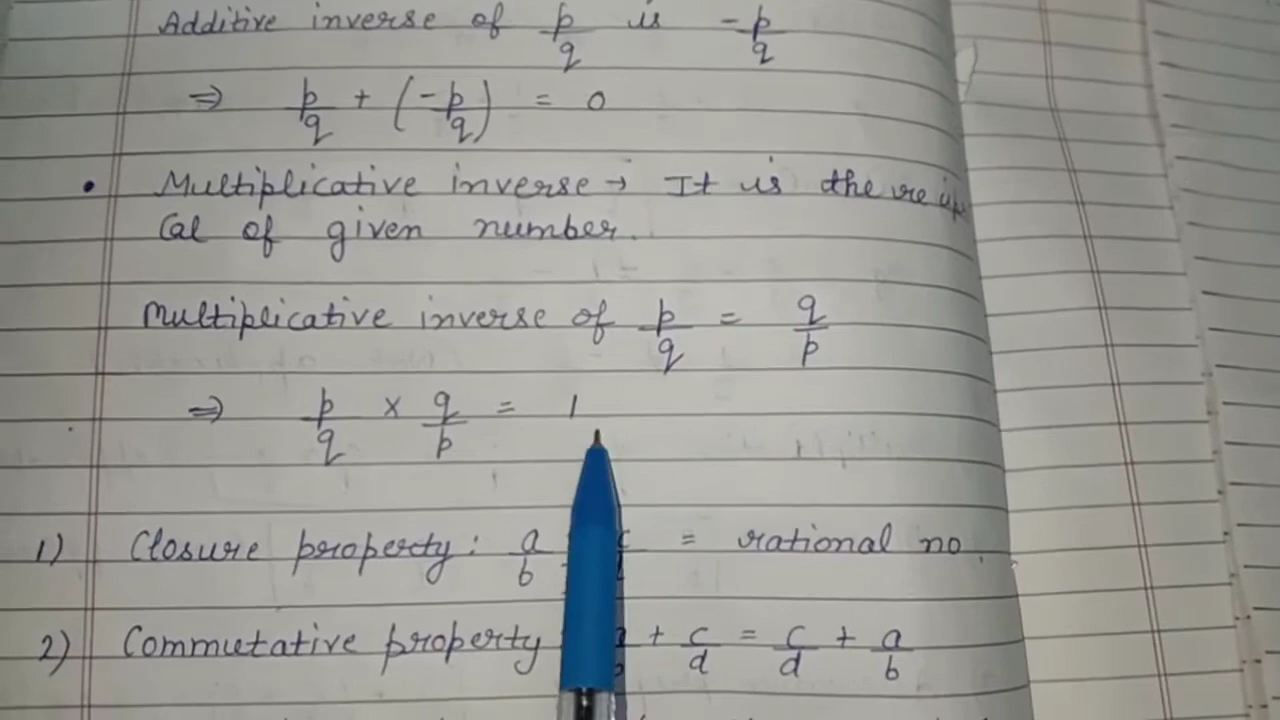 Additive inverse of p/q is -p/q
⇒ p/q + (-p/q) = 0
• Multiplicative inverse → It is the
cal of given number.
Multiplicative inverse of p/q = q/p
⇒ p/q × q/p = 1
1) Closure property: a/b = rational no.
2) Commutative property + c/d = c/d + a/b